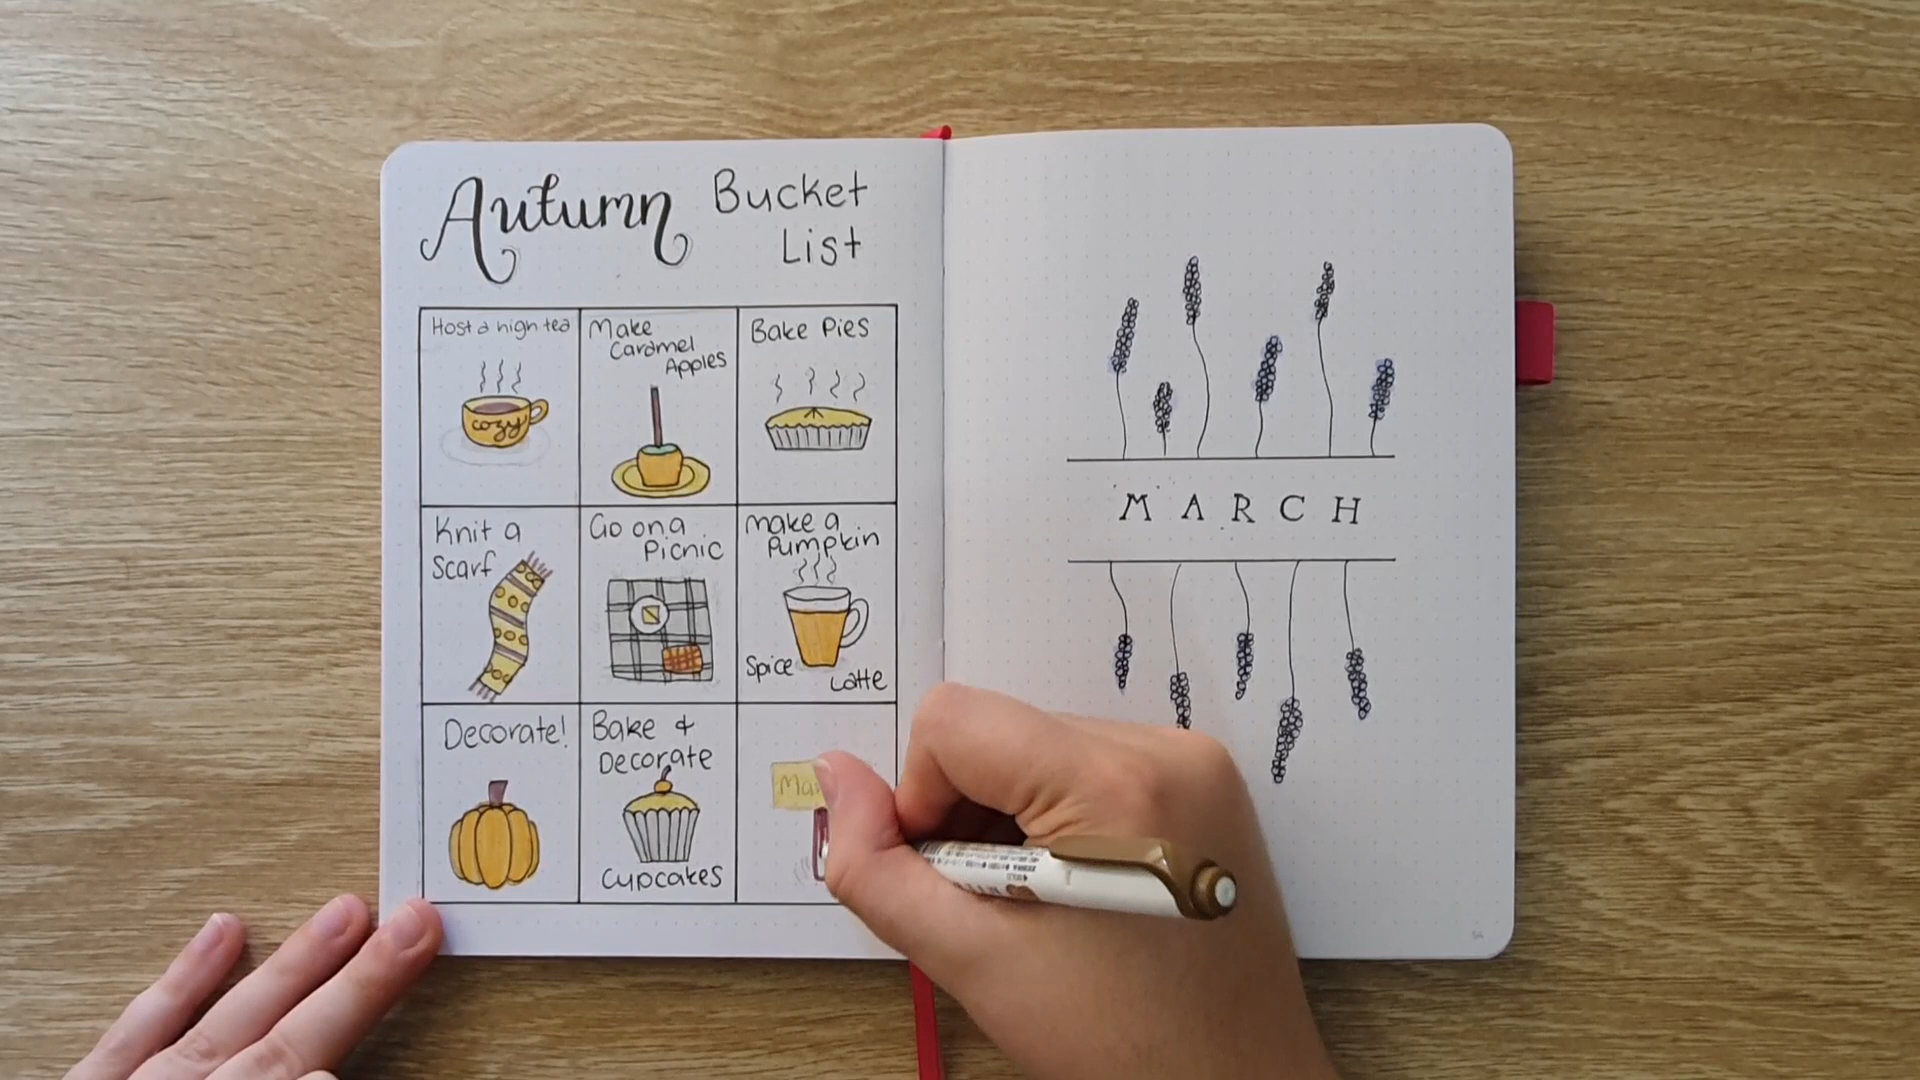 Autumn Bucket
List
Host a high tea
cozy
Make
Caramel
Apples
Bake Pies
Knit a
Scarf
Go on a
Picnic
make a
Pumpkin
Spice
Latte
Decorate!
Bake &
Decorate
Cupcakes
MARCH